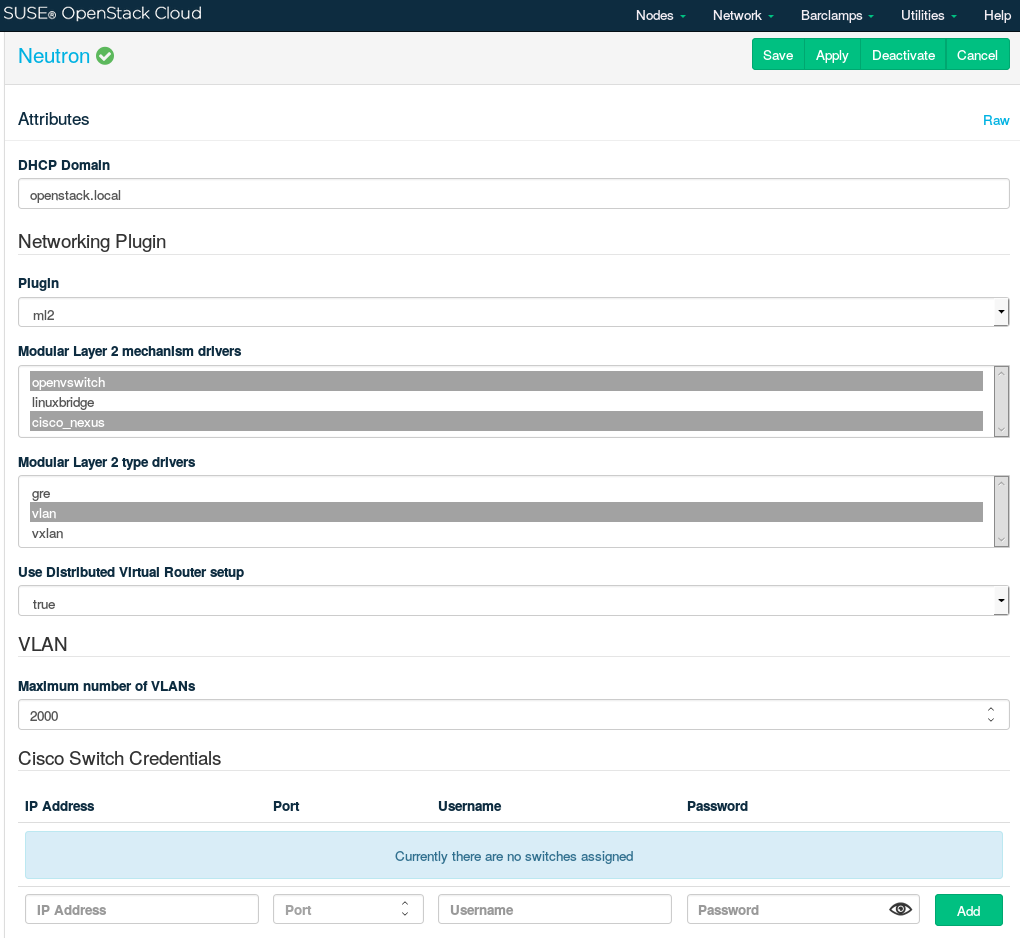 SUSE® OpenStack Cloud
Nodes Network Barclamps Utilities Help
Neutron
Save Apply Deactivate Cancel
Attributes
Raw
DHCP Domain
openstack.local
Networking Plugin
Plugin
ml2
Modular Layer 2 mechanism drivers
openvswitch
linuxbridge
cisco_nexus
Modular Layer 2 type drivers
gre
vlan
vxlan
Use Distributed Virtual Router setup
true
VLAN
Maximum number of VLANs
2000
Cisco Switch Credentials
IP Address Port Username Password
Currently there are no switches assigned
IP Address Port Username Password Add